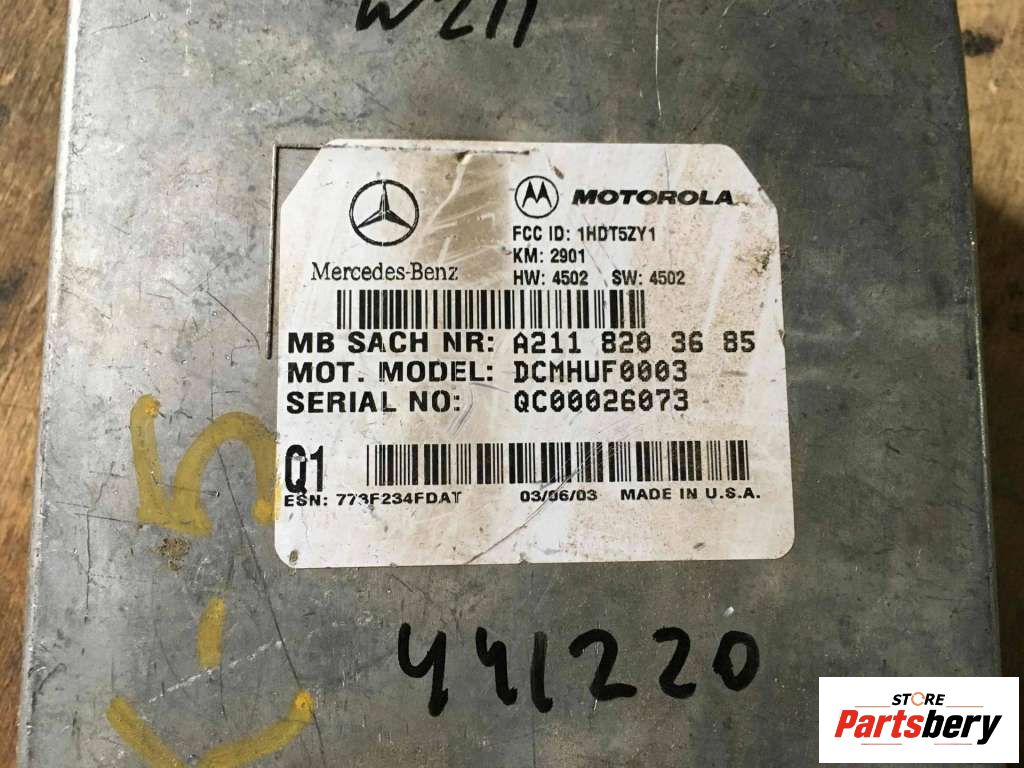 W211
MOTOROLA
FCC ID: 1HDT5ZY1
KM: 2901
Mercedes-Benz
HW: 4502 SW: 4502
MB SACH NR: A211 820 36 85
MOT. MODEL: DCMHUF0003
SERIAL NO: QC00026073
Q1
ESN: 773F234FDAT 03/06/03 MADE IN U.S.A.
5
441220
STORE
Partsbery